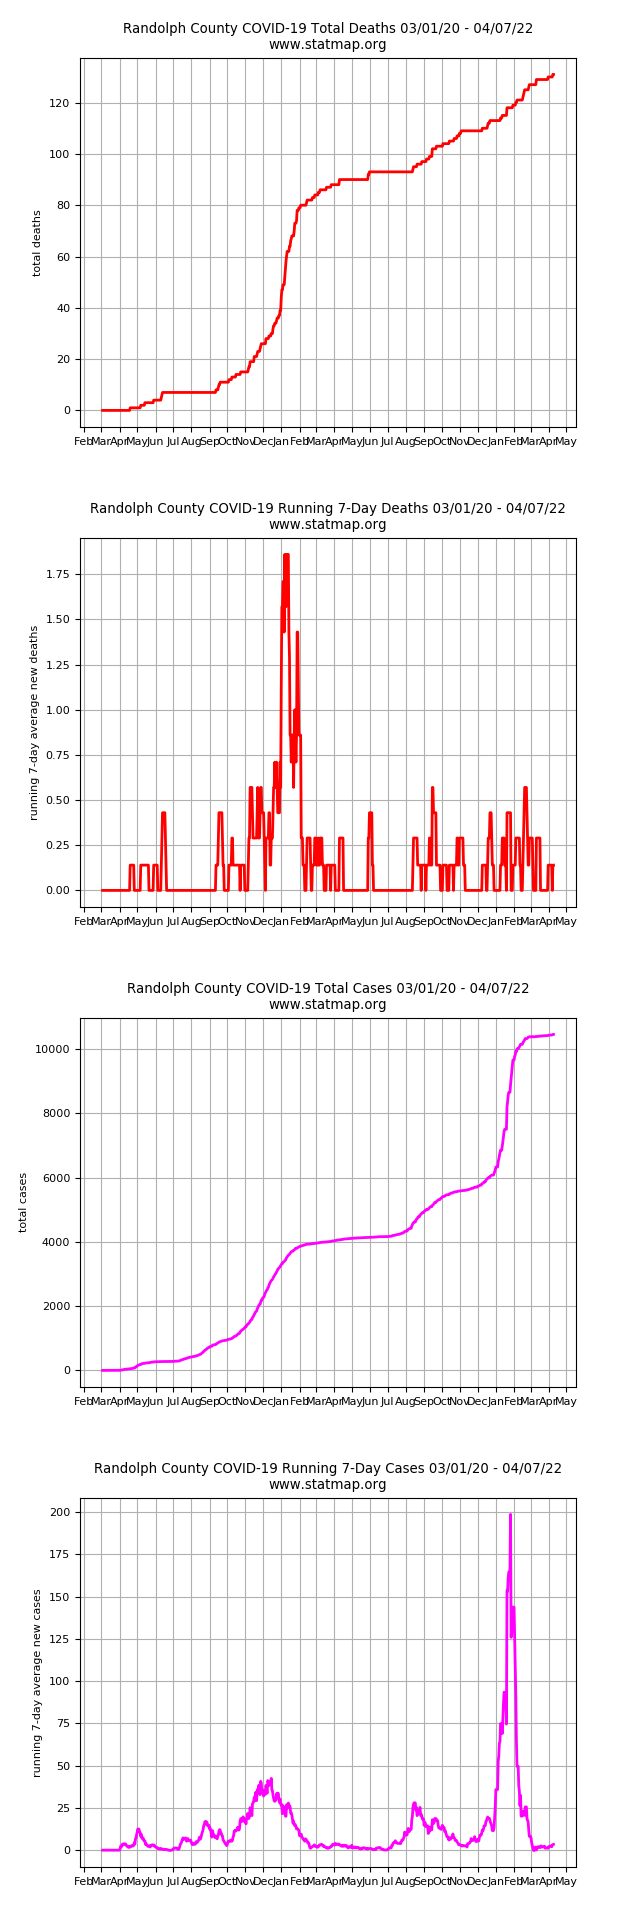 Randolph County COVID-19 Total Deaths 03/01/20 - 04/07/22
www.statmap.org
total deaths
120
100
80
60
40
20
0
Feb Mar Apr May Jun Jul Aug Sep Oct Nov Dec Jan Feb Mar Apr May Jun Jul Aug Sep Oct Nov Dec Jan Feb Mar Apr May
Randolph County COVID-19 Running 7-Day Deaths 03/01/20 - 04/07/22
www.statmap.org
running 7-day average new deaths
1.75
1.50
1.25
1.00
0.75
0.50
0.25
0.00
Feb Mar Apr May Jun Jul Aug Sep Oct Nov Dec Jan Feb Mar Apr May Jun Jul Aug Sep Oct Nov Dec Jan Feb Mar Apr May
Randolph County COVID-19 Total Cases 03/01/20 - 04/07/22
www.statmap.org
total cases
10000
8000
6000
4000
2000
0
Feb Mar Apr May Jun Jul Aug Sep Oct Nov Dec Jan Feb Mar Apr May Jun Jul Aug Sep Oct Nov Dec Jan Feb Mar Apr May
Randolph County COVID-19 Running 7-Day Cases 03/01/20 - 04/07/22
www.statmap.org
running 7-day average new cases
200
175
150
125
100
75
50
25
0
Feb Mar Apr May Jun Jul Aug Sep Oct Nov Dec Jan Feb Mar Apr May Jun Jul Aug Sep Oct Nov Dec Jan Feb Mar Apr May